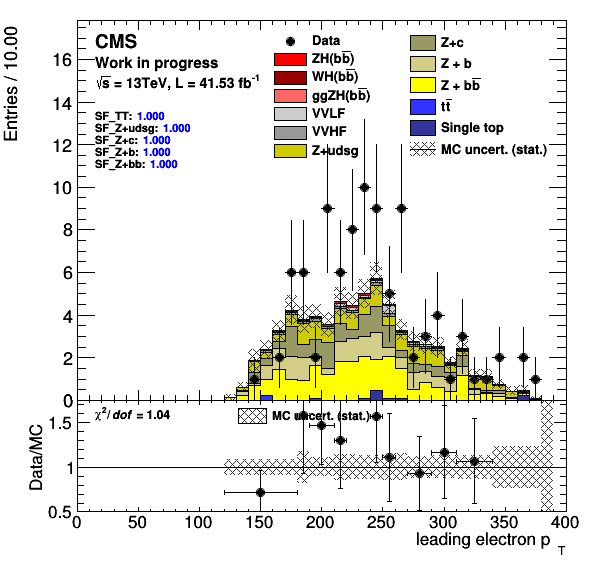 CMS
Work in progress
√s = 13TeV, L = 41.53 fb⁻¹
SF_TT: 1.000
SF_Z+udsg: 1.000
SF_Z+c: 1.000
SF_Z+b: 1.000
SF_Z+bb: 1.000
Data
ZH(bb̅)
WH(bb̅)
ggZH(bb̅)
VVLF
VVHF
Z+udsg
Z+c
Z + b
Z + bb̅
tt̅
Single top
MC uncert. (stat.)
Entries / 10.00
16
14
12
10
8
6
4
2
0
χ²/dof = 1.04
MC uncert. (stat.)
Data/MC
1.5
1
0.5
0 50 100 150 200 250 300 350 400
leading electron p_T